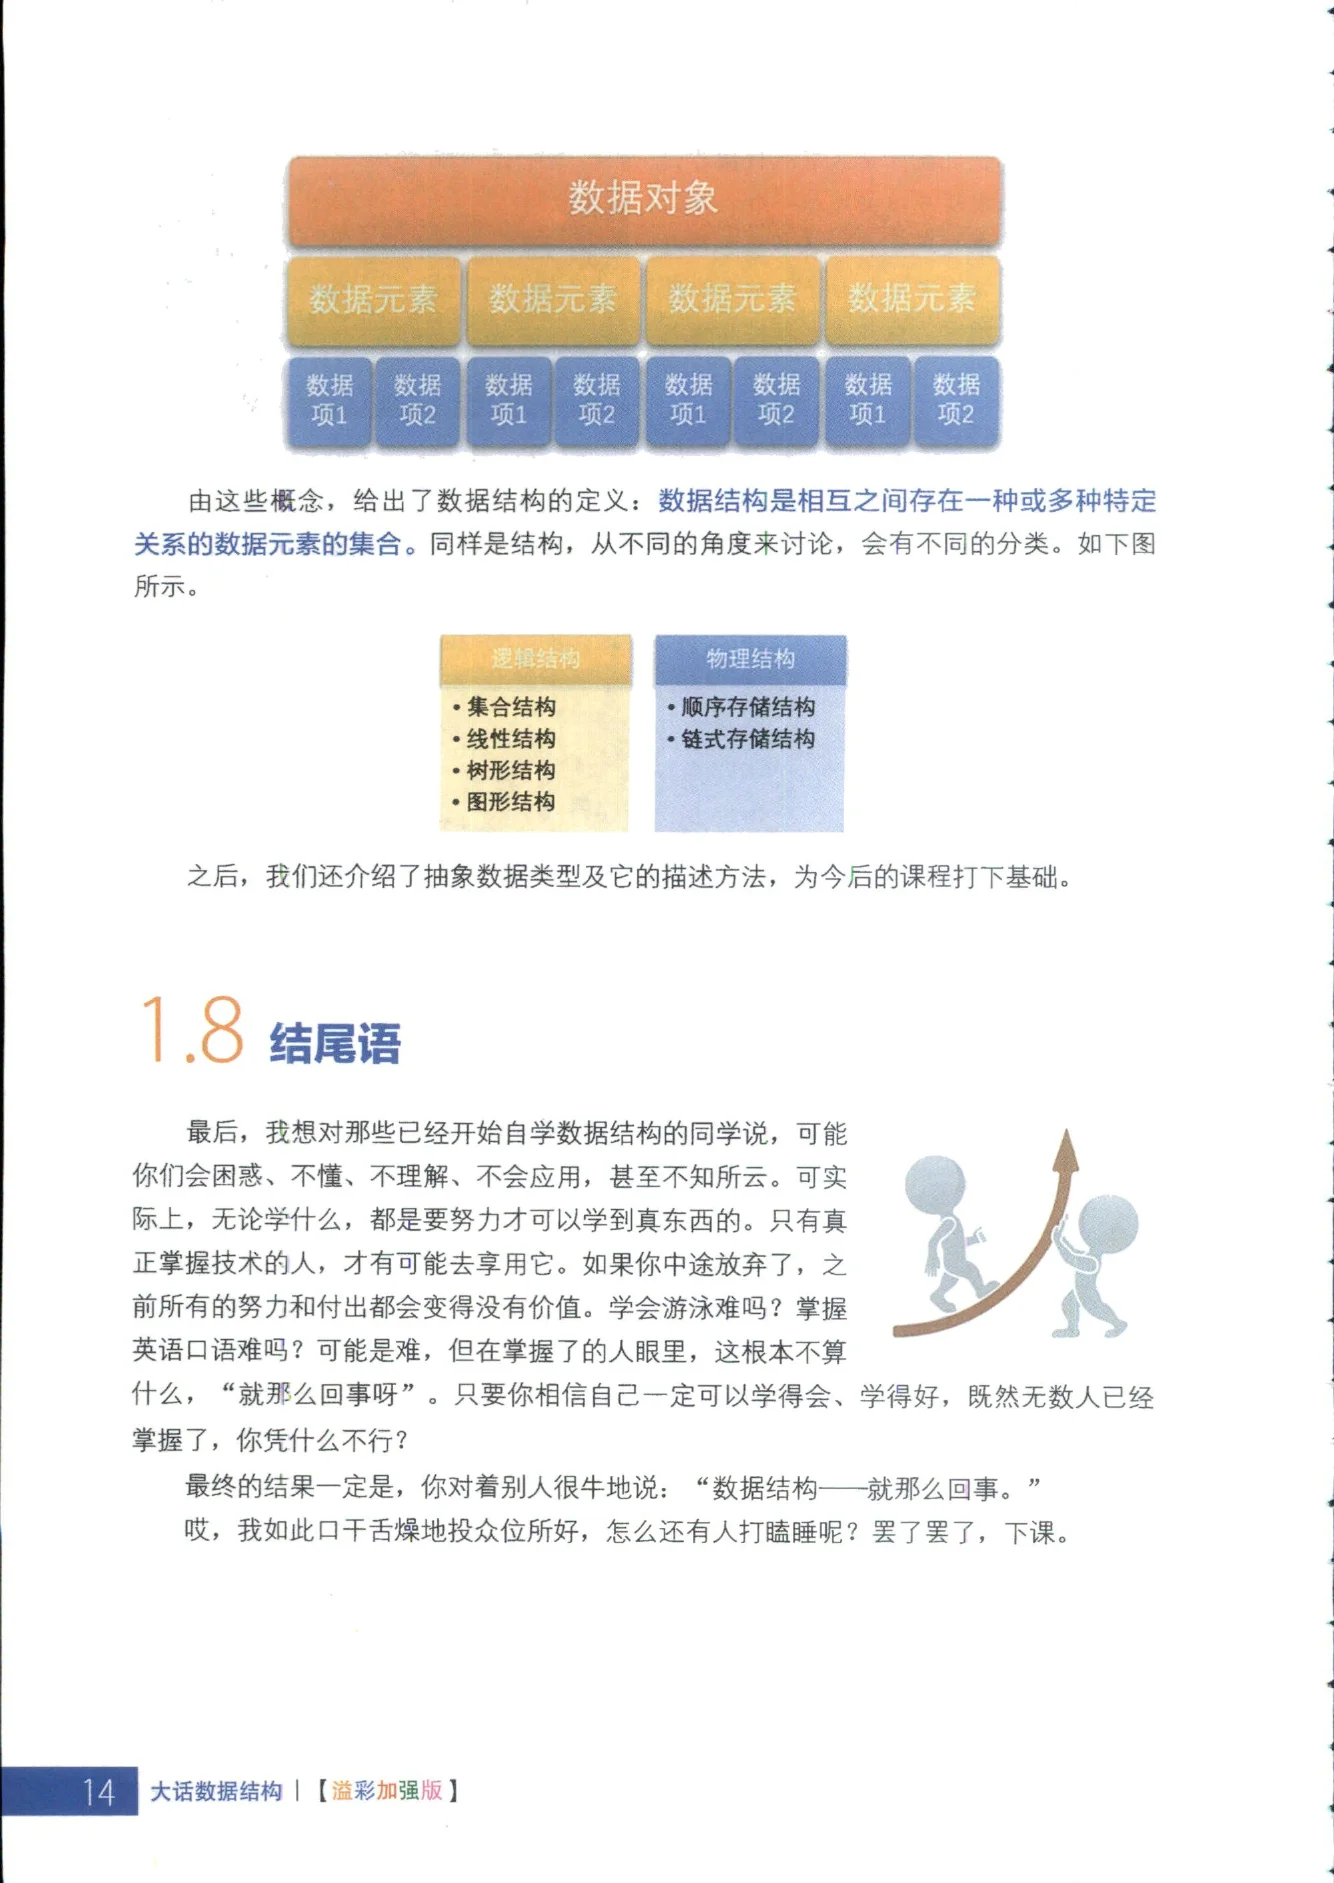 数据对象
数据元素 数据元素 数据元素 数据元素
数据 数据 数据 数据 数据 数据 数据 数据
项1 项2 项1 项2 项1 项2 项1 项2
由这些概念，给出了数据结构的定义：数据结构是相互之间存在一种或多种特定
关系的数据元素的集合。同样是结构，从不同的角度来讨论，会有不同的分类。如下图
所示。
逻辑结构
• 集合结构
• 线性结构
• 树形结构
• 图形结构
物理结构
• 顺序存储结构
• 链式存储结构
之后，我们还介绍了抽象数据类型及它的描述方法，为今后的课程打下基础。
1.8 结尾语
最后，我想对那些已经开始自学数据结构的同学说，可能
你们会困惑、不懂、不理解、不会应用，甚至不知所云。可实
际上，无论学什么，都是要努力才可以学到真东西的。只有真
正掌握技术的人，才有可能去享用它。如果你中途放弃了，之
前所有的努力和付出都会变得没有价值。学会游泳难吗？掌握
英语口语难吗？可能是难，但在掌握了的人眼里，这根本不算
什么，“就那么回事呀”。只要你相信自己一定可以学得会、学得好，既然无数人已经
掌握了，你凭什么不行？
最终的结果一定是，你对着别人很牛地说：“数据结构——就那么回事。”
哎，我如此口干舌燥地投众位所好，怎么还有人打瞌睡呢？罢了罢了，下课。
14 大话数据结构 |【溢彩加强版】